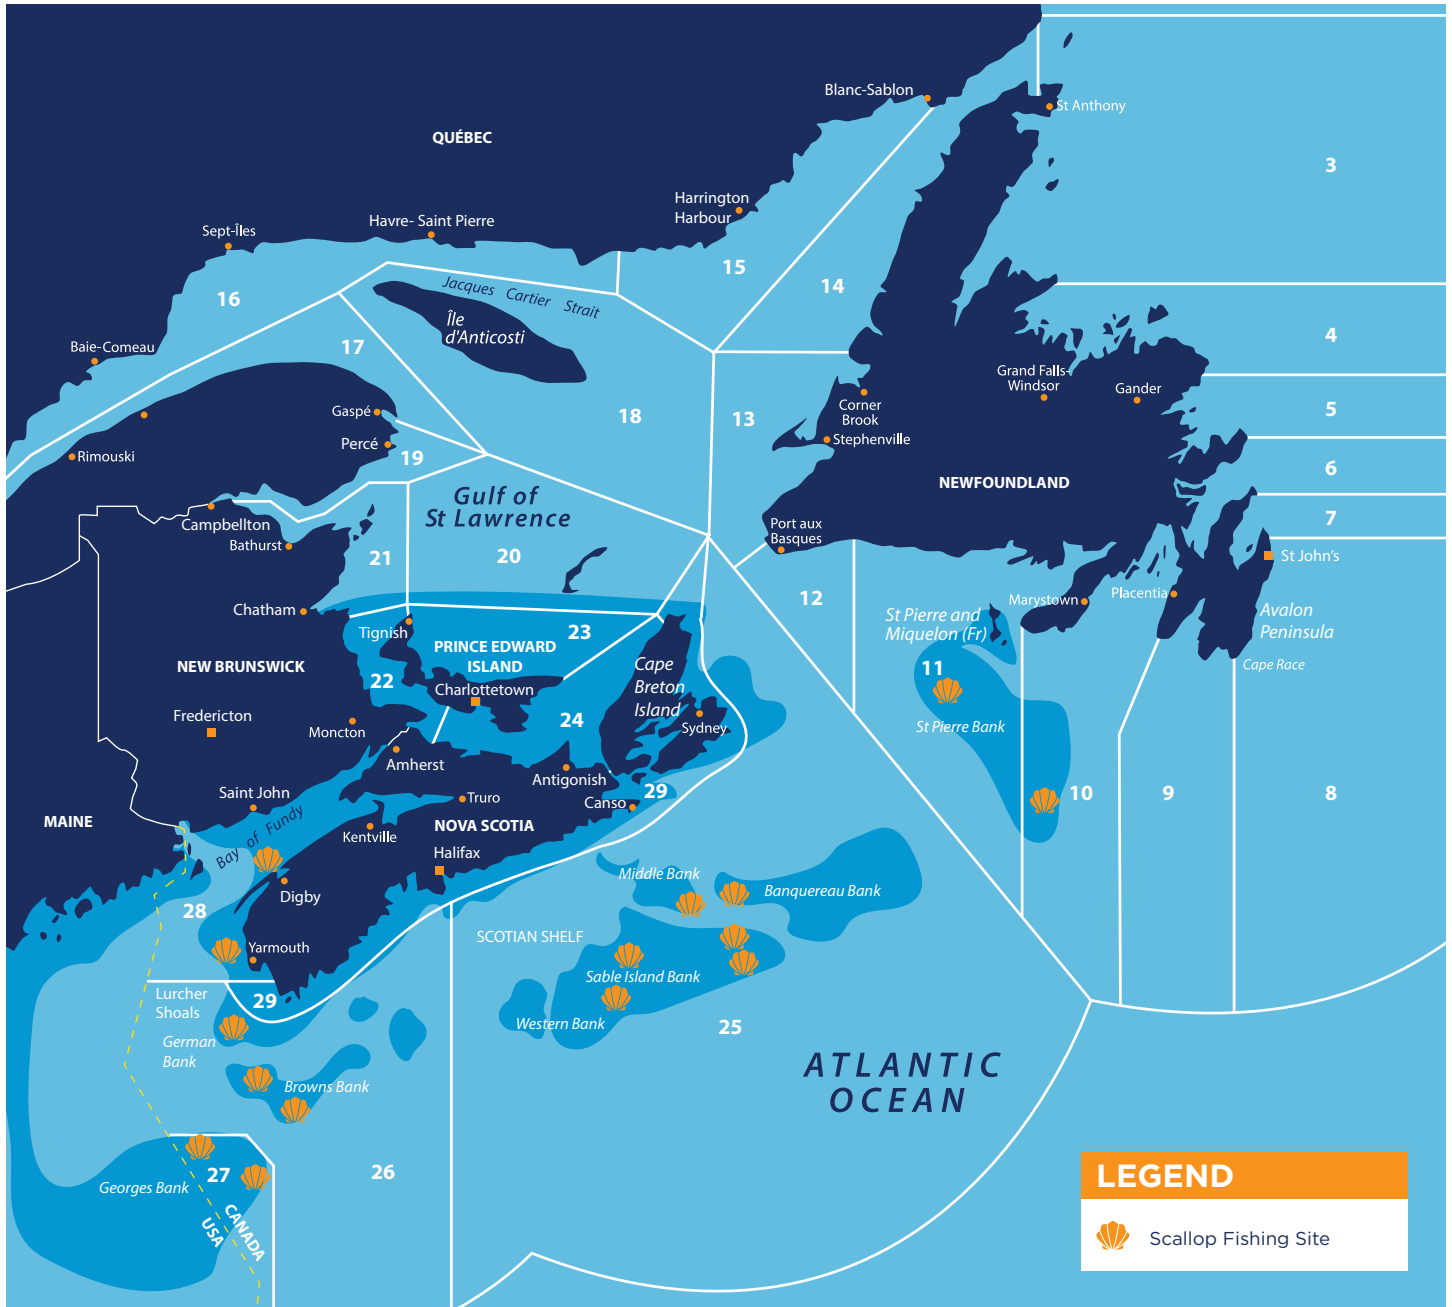 Blanc-Sablon
St Anthony
QUÉBEC
3
Harrington
Harbour
Havre- Saint Pierre
Sept-Îles
15
14
16
Jacques Cartier Strait
Île
d'Anticosti
17
4
Baie-Comeau
Grand Falls-
Windsor
Gander
Corner
Brook
5
Gaspé
18
13
Percé
Stephenville
Rimouski
19
6
NEWFOUNDLAND
Gulf of
St Lawrence
7
Campbellton
Bathurst
Port aux
Basques
21
20
St John's
12
Marystown
Placentia
Chatham
St Pierre and
Miquelon (Fr)
Avalon
Peninsula
Tignish
23
PRINCE EDWARD
ISLAND
NEW BRUNSWICK
Cape
Breton
Island
11
Cape Race
22
Charlottetown
Fredericton
24
Moncton
Sydney
St Pierre Bank
Amherst
Antigonish
Saint John
Truro
Canso
29
10
9
8
MAINE
Bay of Fundy
Kentville
NOVA SCOTIA
Halifax
Middle Bank
Banquereau Bank
Digby
28
SCOTIAN SHELF
Yarmouth
Sable Island Bank
Lurcher
Shoals
29
Western Bank
25
German
Bank
ATLANTIC
OCEAN
Browns Bank
27
26
Georges Bank
CANADA
USA
LEGEND
Scallop Fishing Site